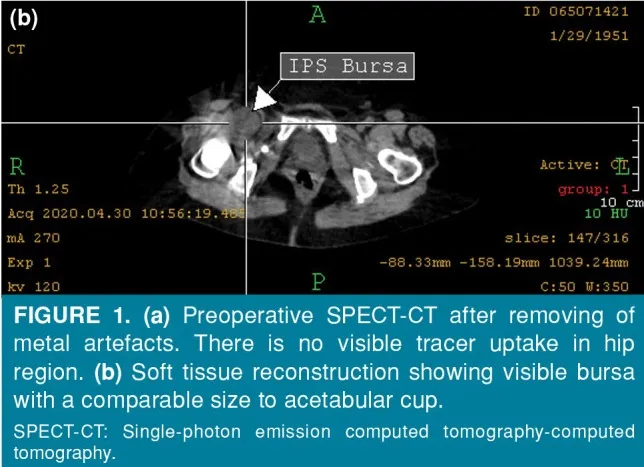 (b)
A
ID 065071421
1/29/1951
CT
IPS Bursa
R
L
Th 1.25
Acq 2020.04.30 10:56:19.488
mA 270
Exp 1
kv 120
Active: CT
group: 1
10 cm
10 HU
slice: 147/316
-88.33mm -158.19mm 1039.24mm
C:50 W:350
P
FIGURE 1. (a) Preoperative SPECT-CT after removing of
metal artefacts. There is no visible tracer uptake in hip
region. (b) Soft tissue reconstruction showing visible bursa
with a comparable size to acetabular cup.
SPECT-CT: Single-photon emission computed tomography-computed
tomography.